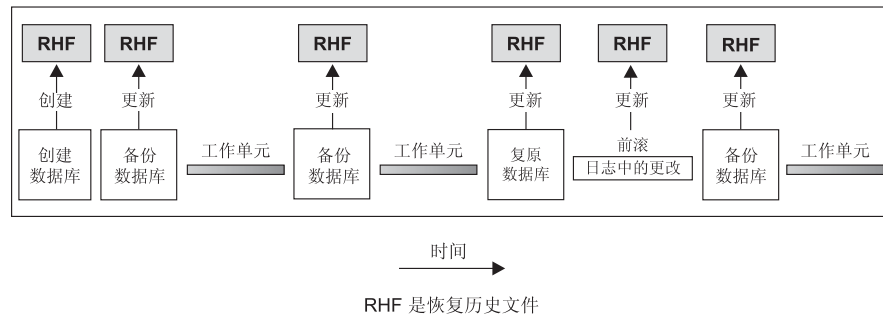 RHF RHF RHF RHF RHF RHF
创建 更新 更新 更新 更新 更新
创建
数据库
备份
数据库
工作单元
备份
数据库
工作单元
复原
数据库
前滚
日志中的更改
备份
数据库
工作单元
时间
RHF 是恢复历史文件